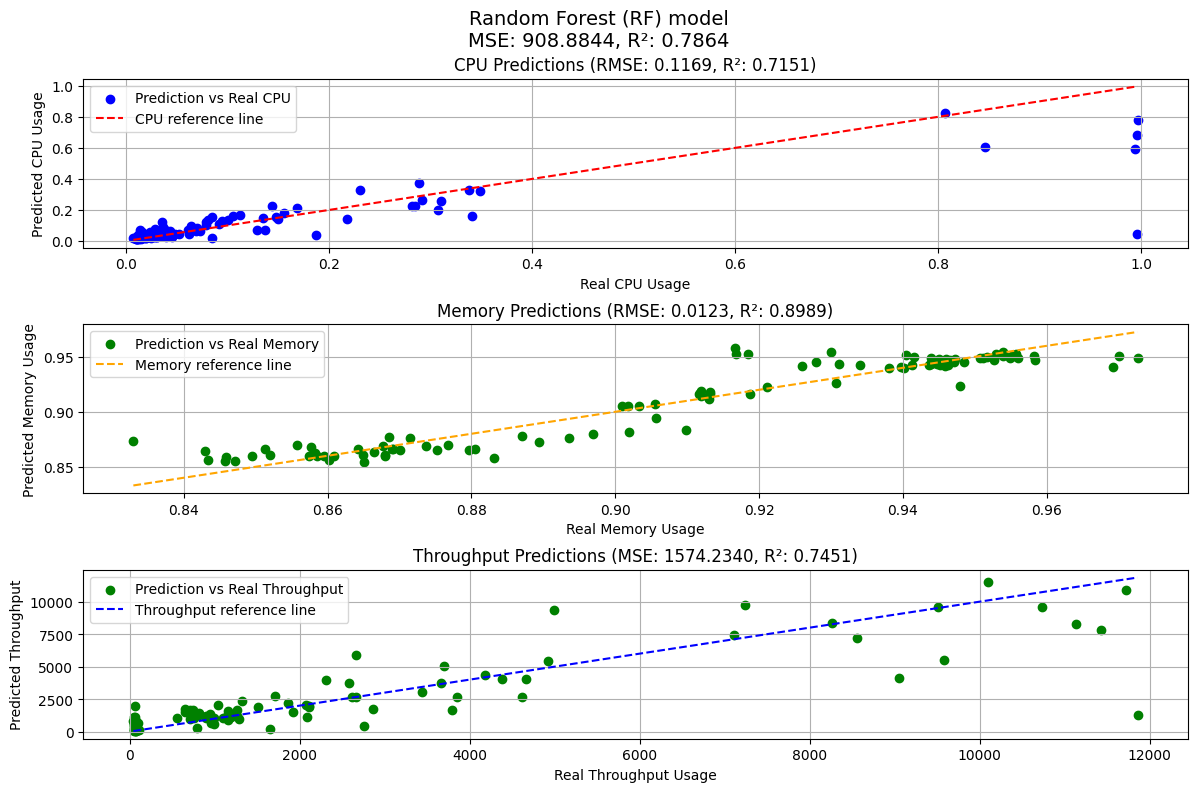 Random Forest (RF) model
MSE: 908.8844, R²: 0.7864
CPU Predictions (RMSE: 0.1169, R²: 0.7151)
Predicted CPU Usage
1.0
0.8
0.6
0.4
0.2
0.0
Prediction vs Real CPU
CPU reference line
0.0 0.2 0.4 0.6 0.8 1.0
Real CPU Usage
Memory Predictions (RMSE: 0.0123, R²: 0.8989)
Predicted Memory Usage
0.95
0.90
0.85
Prediction vs Real Memory
Memory reference line
0.84 0.86 0.88 0.90 0.92 0.94 0.96
Real Memory Usage
Throughput Predictions (MSE: 1574.2340, R²: 0.7451)
Predicted Throughput
10000
7500
5000
2500
0
Prediction vs Real Throughput
Throughput reference line
0 2000 4000 6000 8000 10000 12000
Real Throughput Usage